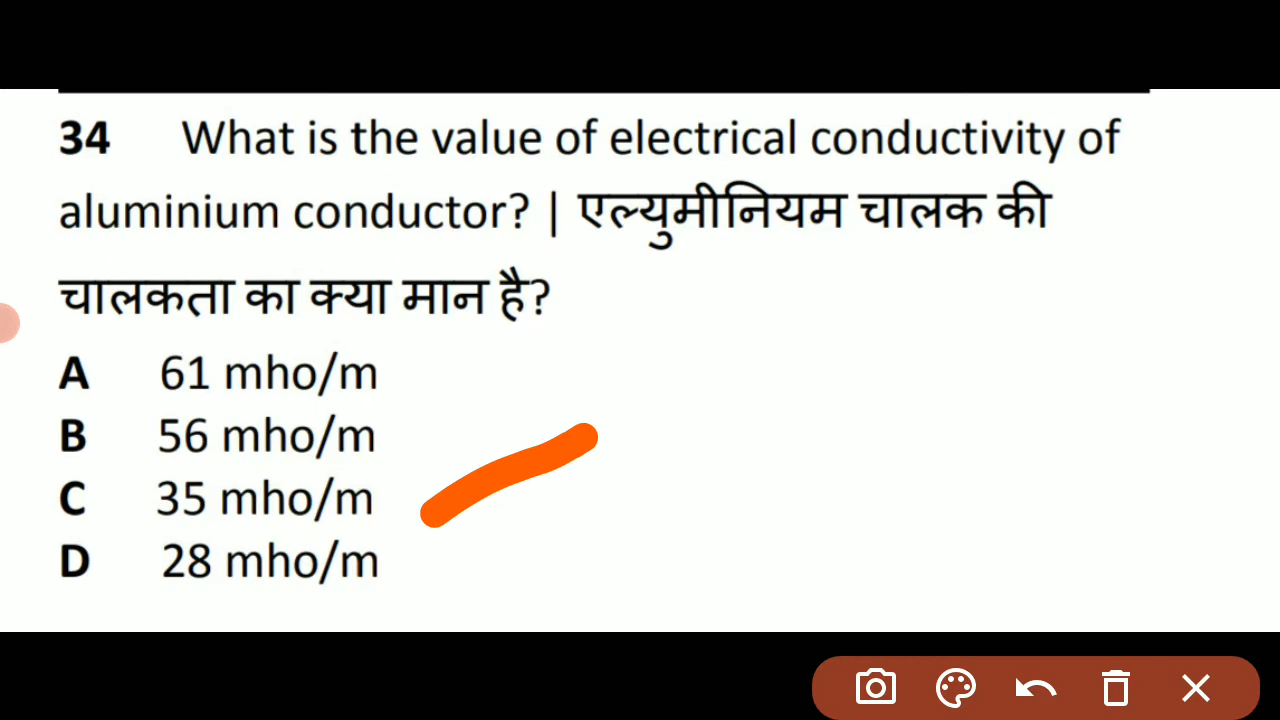 34 What is the value of electrical conductivity of
aluminium conductor? | एल्युमीनियम चालक की
चालकता का क्या मान है?
A 61 mho/m
B 56 mho/m
C 35 mho/m
D 28 mho/m